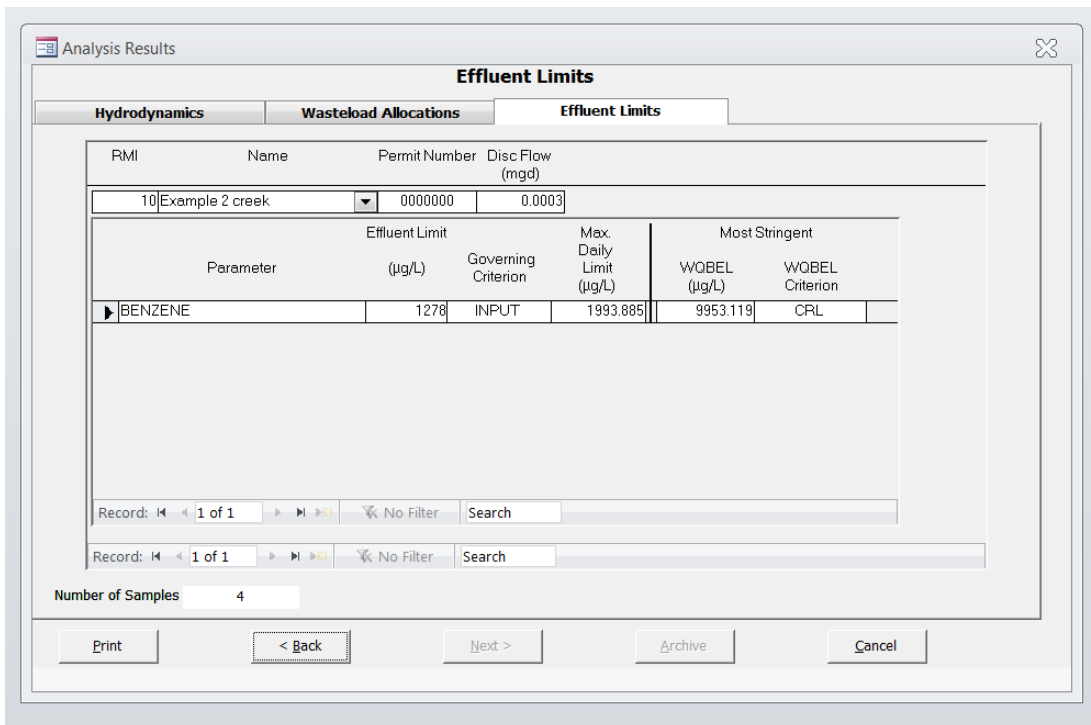 Analysis Results
Effluent Limits
Hydrodynamics Wasteload Allocations Effluent Limits
RMI Name Permit Number Disc Flow
(mgd)
10 Example 2 creek 0000000 0.0003
Effluent Limit Max. Most Stringent
Daily
Parameter (µg/L) Governing Limit WQBEL WQBEL
Criterion (µg/L) (µg/L) Criterion
BENZENE 1278 INPUT 1993.885 9953.119 CRL
Record: 1 of 1 No Filter Search
Record: 1 of 1 No Filter Search
Number of Samples 4
Print < Back Next > Archive Cancel